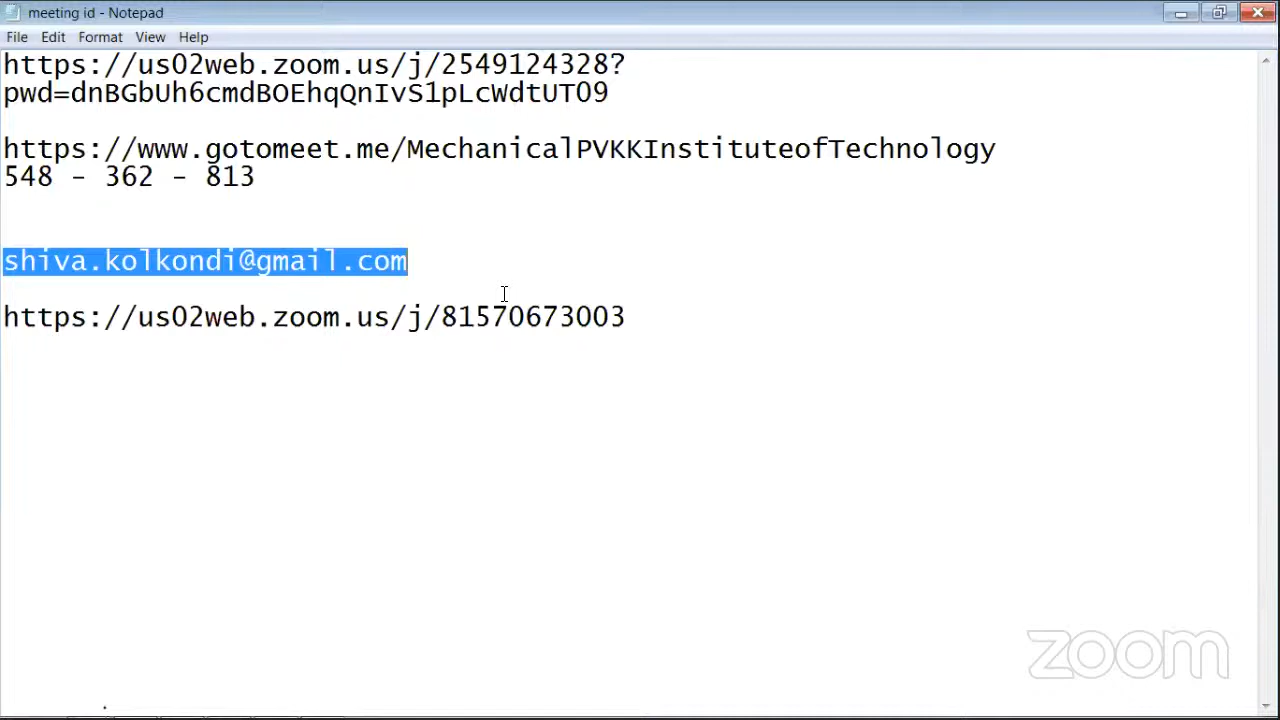 meeting id - Notepad
File Edit Format View Help
https://us02web.zoom.us/j/2549124328?
pwd=dnBGbUh6cmdBOEhqQnIvS1pLcWdtUT09
https://www.gotomeet.me/MechanicalPVKKInstituteofTechnology
548 - 362 - 813
shiva.kolkondi@gmail.com
https://us02web.zoom.us/j/81570673003
zoom